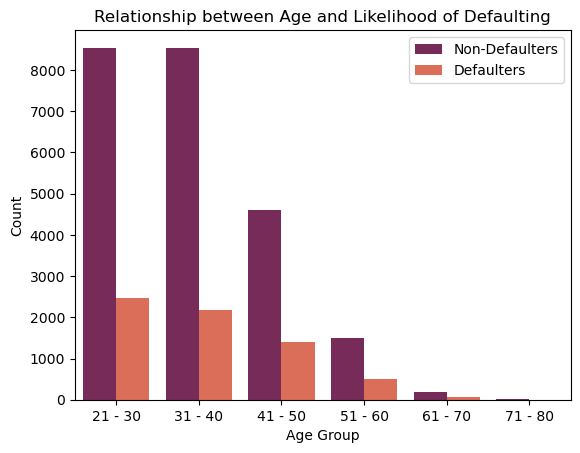 Relationship between Age and Likelihood of Defaulting
Non-Defaulters
Defaulters
Count
8000
7000
6000
5000
4000
3000
2000
1000
0
21 - 30
31 - 40
41 - 50
51 - 60
61 - 70
71 - 80
Age Group